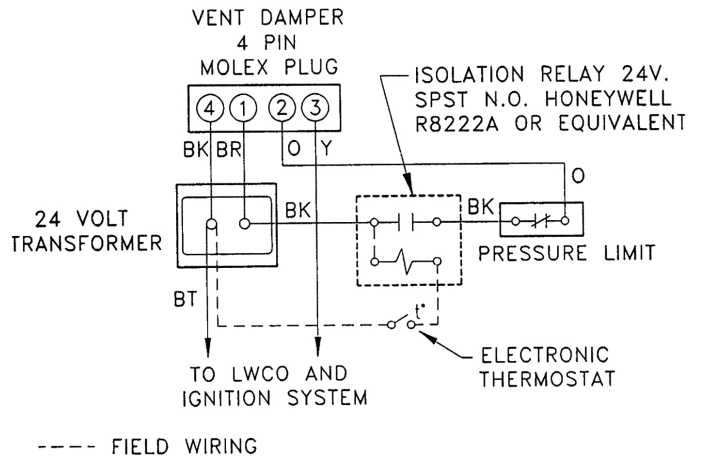 VENT DAMPER
4 PIN
MOLEX PLUG
ISOLATION RELAY 24V.
SPST N.O. HONEYWELL
R8222A OR EQUIVALENT
4 1 2 3
BK BR O Y
O
24 VOLT
TRANSFORMER
BK
BK
PRESSURE LIMIT
BT
t°
ELECTRONIC
THERMOSTAT
TO LWCO AND
IGNITION SYSTEM
---- FIELD WIRING